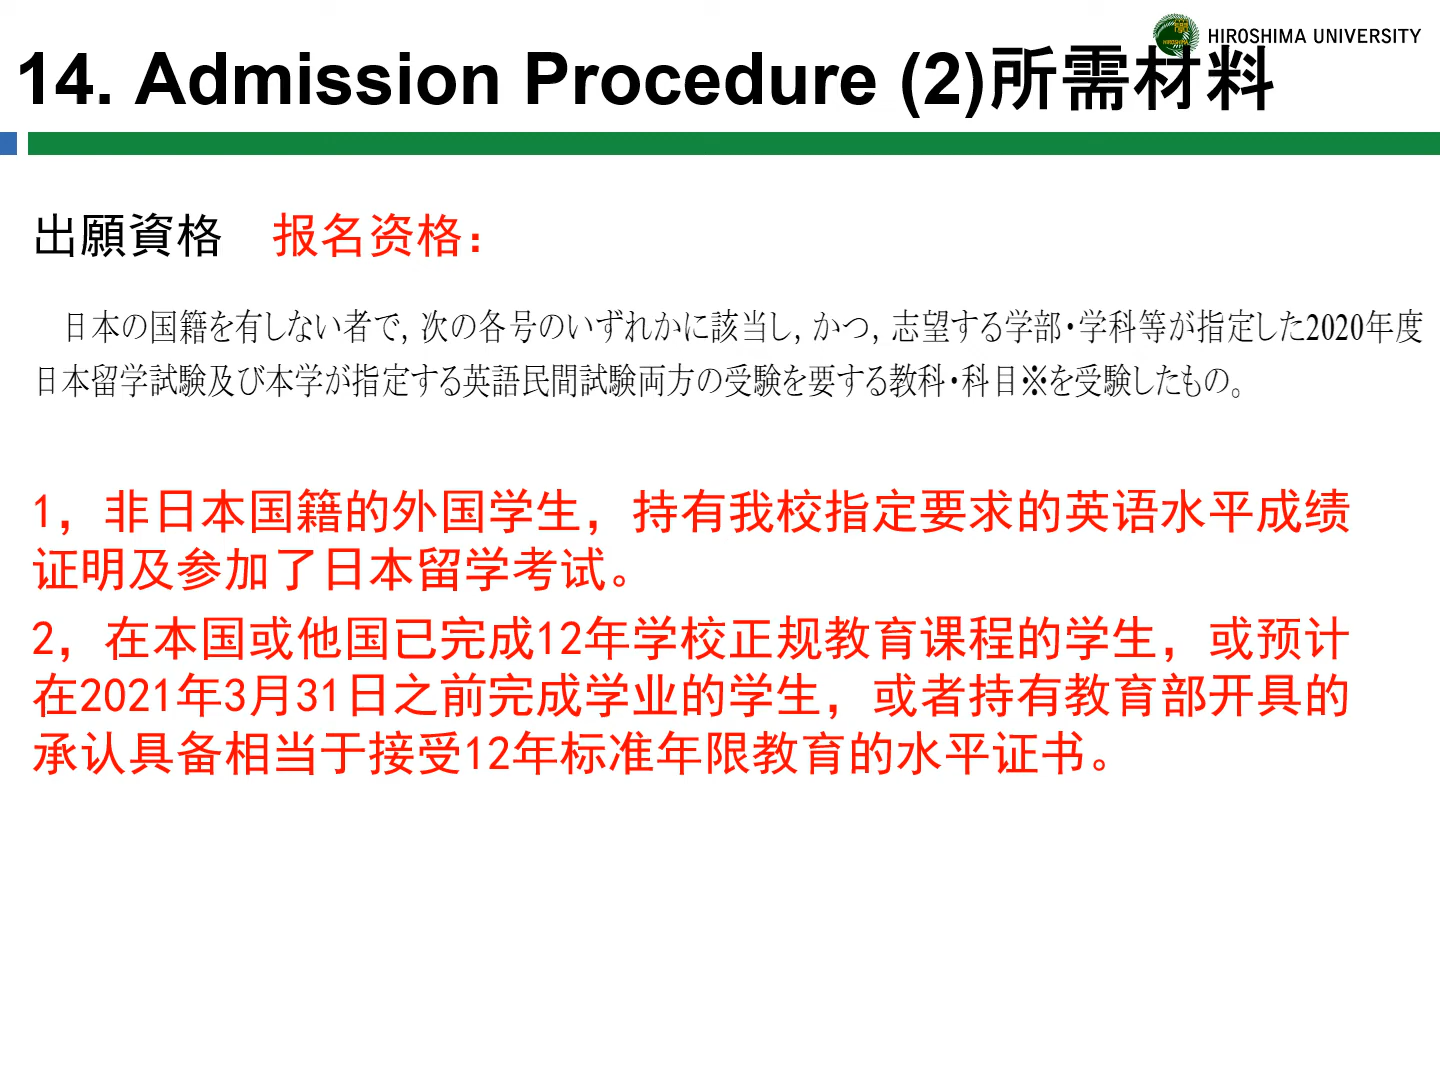 HIROSHIMA UNIVERSITY
14. Admission Procedure (2)所需材料
出願資格　报名资格：
日本の国籍を有しない者で，次の各号のいずれかに該当し，かつ，志望する学部・学科等が指定した2020年度
日本留学試験及び本学が指定する英語民間試験両方の受験を要する教科・科目※を受験したもの。
1，非日本国籍的外国学生，持有我校指定要求的英语水平成绩
证明及参加了日本留学考试。
2，在本国或他国已完成12年学校正规教育课程的学生，或预计
在2021年3月31日之前完成学业的学生，或者持有教育部开具的
承认具备相当于接受12年标准年限教育的水平证书。